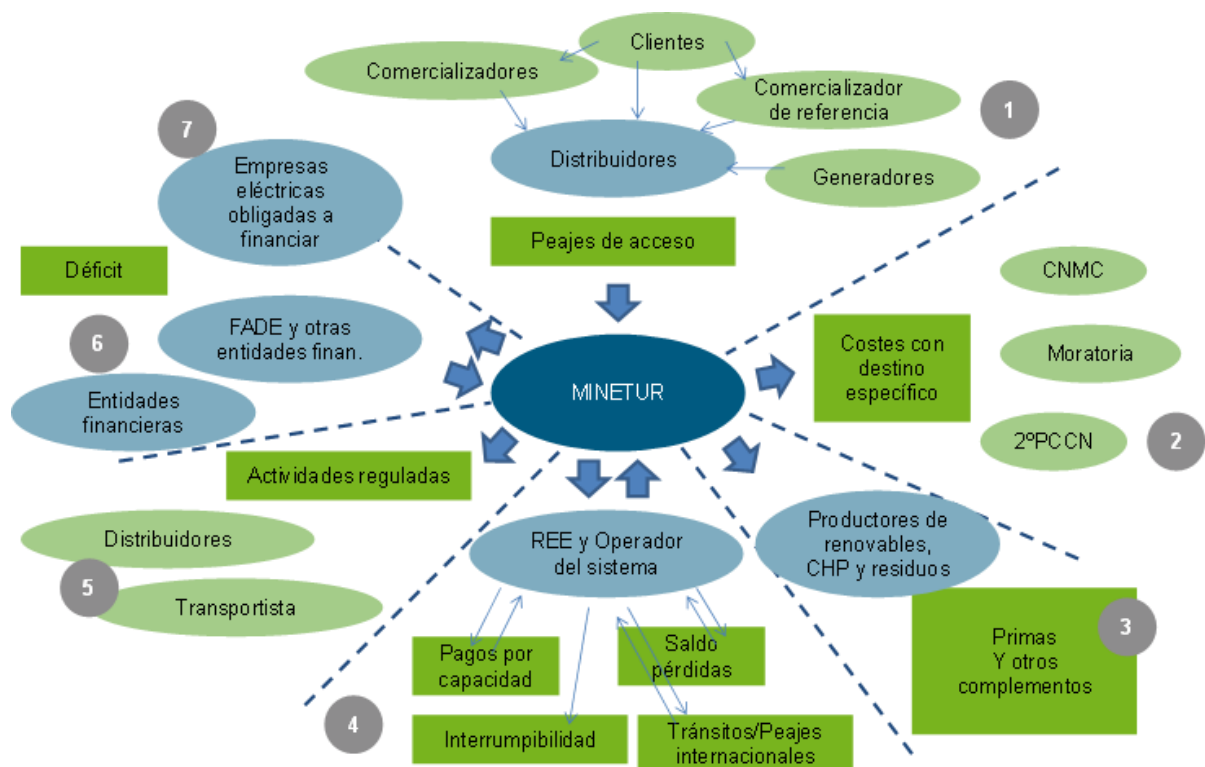 Clientes
Comercializadores
Comercializador
de referencia
1
7
Distribuidores
Empresas
eléctricas
obligadas a
financiar
Generadores
Peajes de acceso
Déficit
CNMC
FADE y otras
entidades finan.
6
Costes con
destino
específico
Moratoria
MINETUR
Entidades
financieras
2ºPCCN
2
Actividades reguladas
Distribuidores
REE y Operador
del sistema
Productores de
renovables,
CHP y residuos
5
Transportista
3
Primas
Y otros
complementos
Pagos por
capacidad
Saldo
pérdidas
4
Interrumpibilidad
Tránsitos/Peajes
internacionales